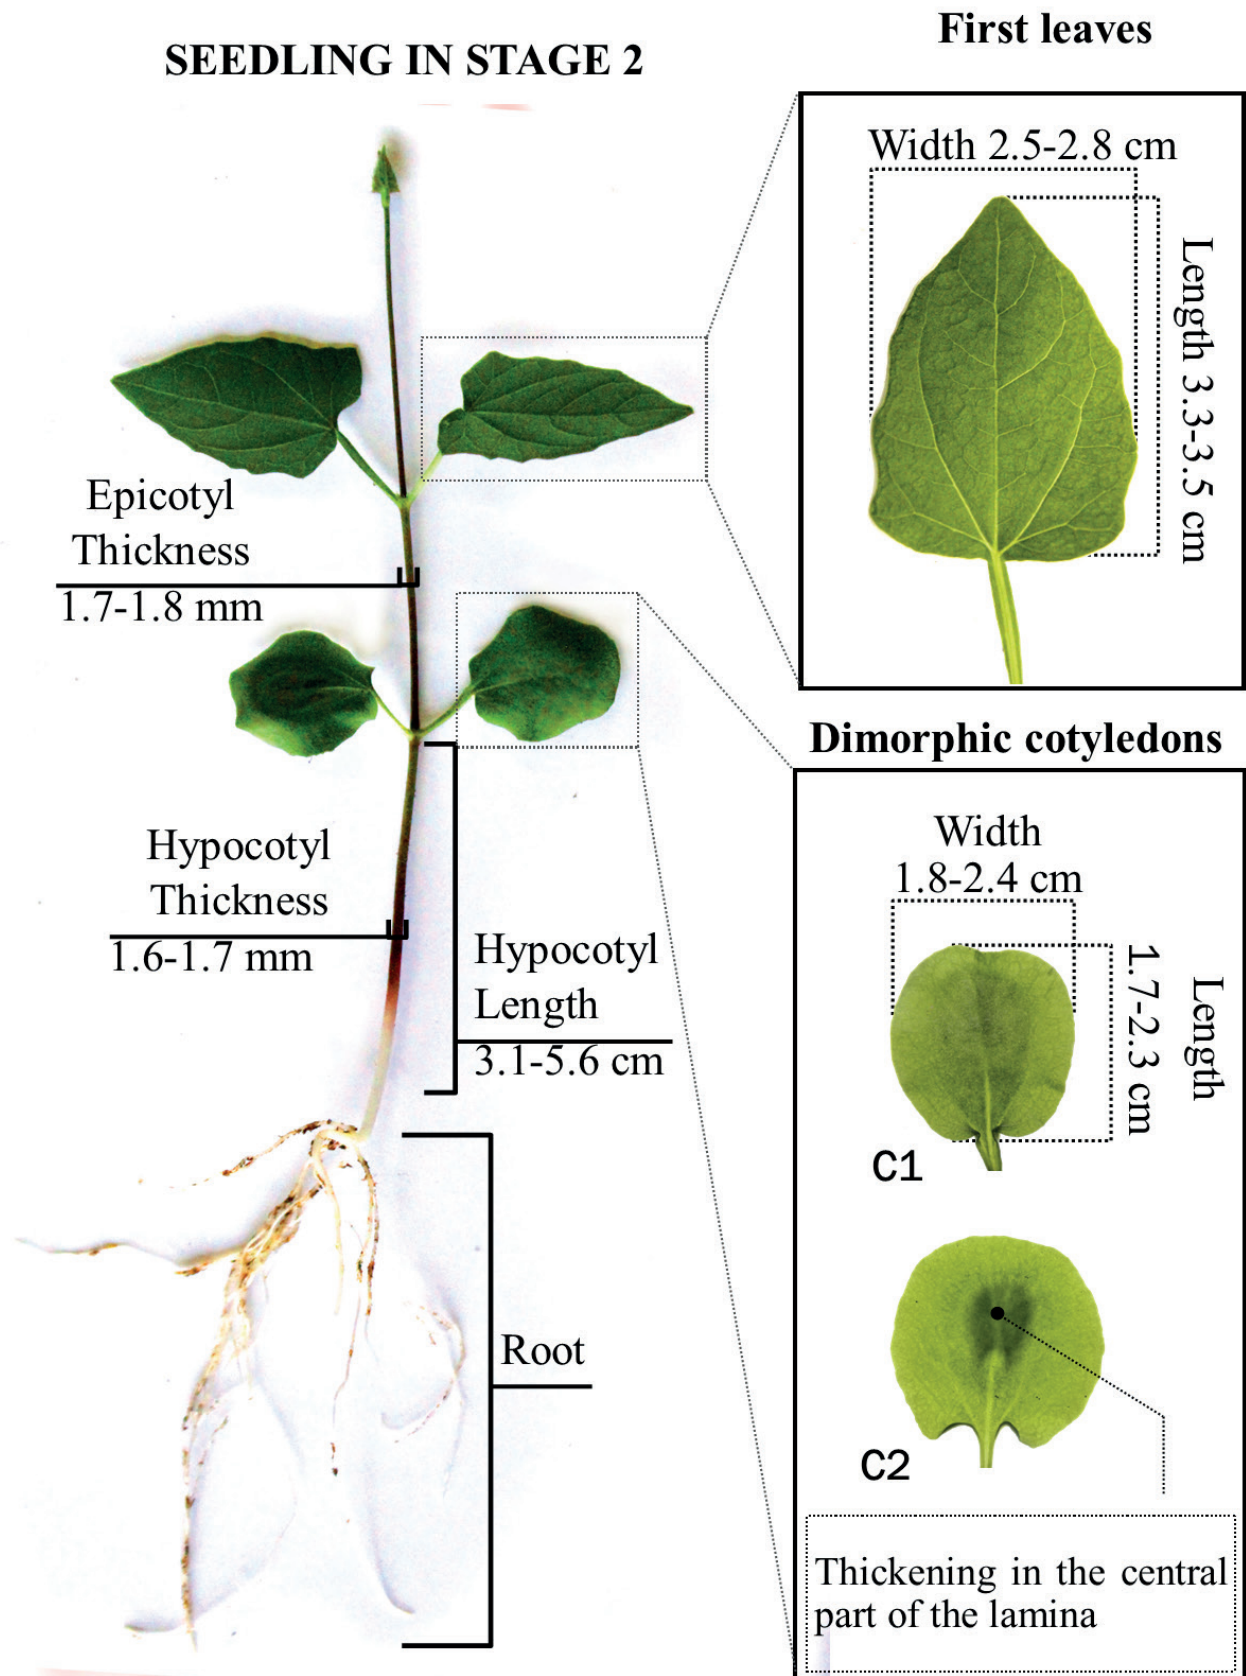 SEEDLING IN STAGE 2
First leaves
Width 2.5-2.8 cm
Length 3.3-3.5 cm
Epicotyl
Thickness
1.7-1.8 mm
Dimorphic cotyledons
Hypocotyl
Thickness
1.6-1.7 mm
Hypocotyl
Length
3.1-5.6 cm
Width
1.8-2.4 cm
Length
1.7-2.3 cm
C1
Root
C2
Thickening in the central
part of the lamina